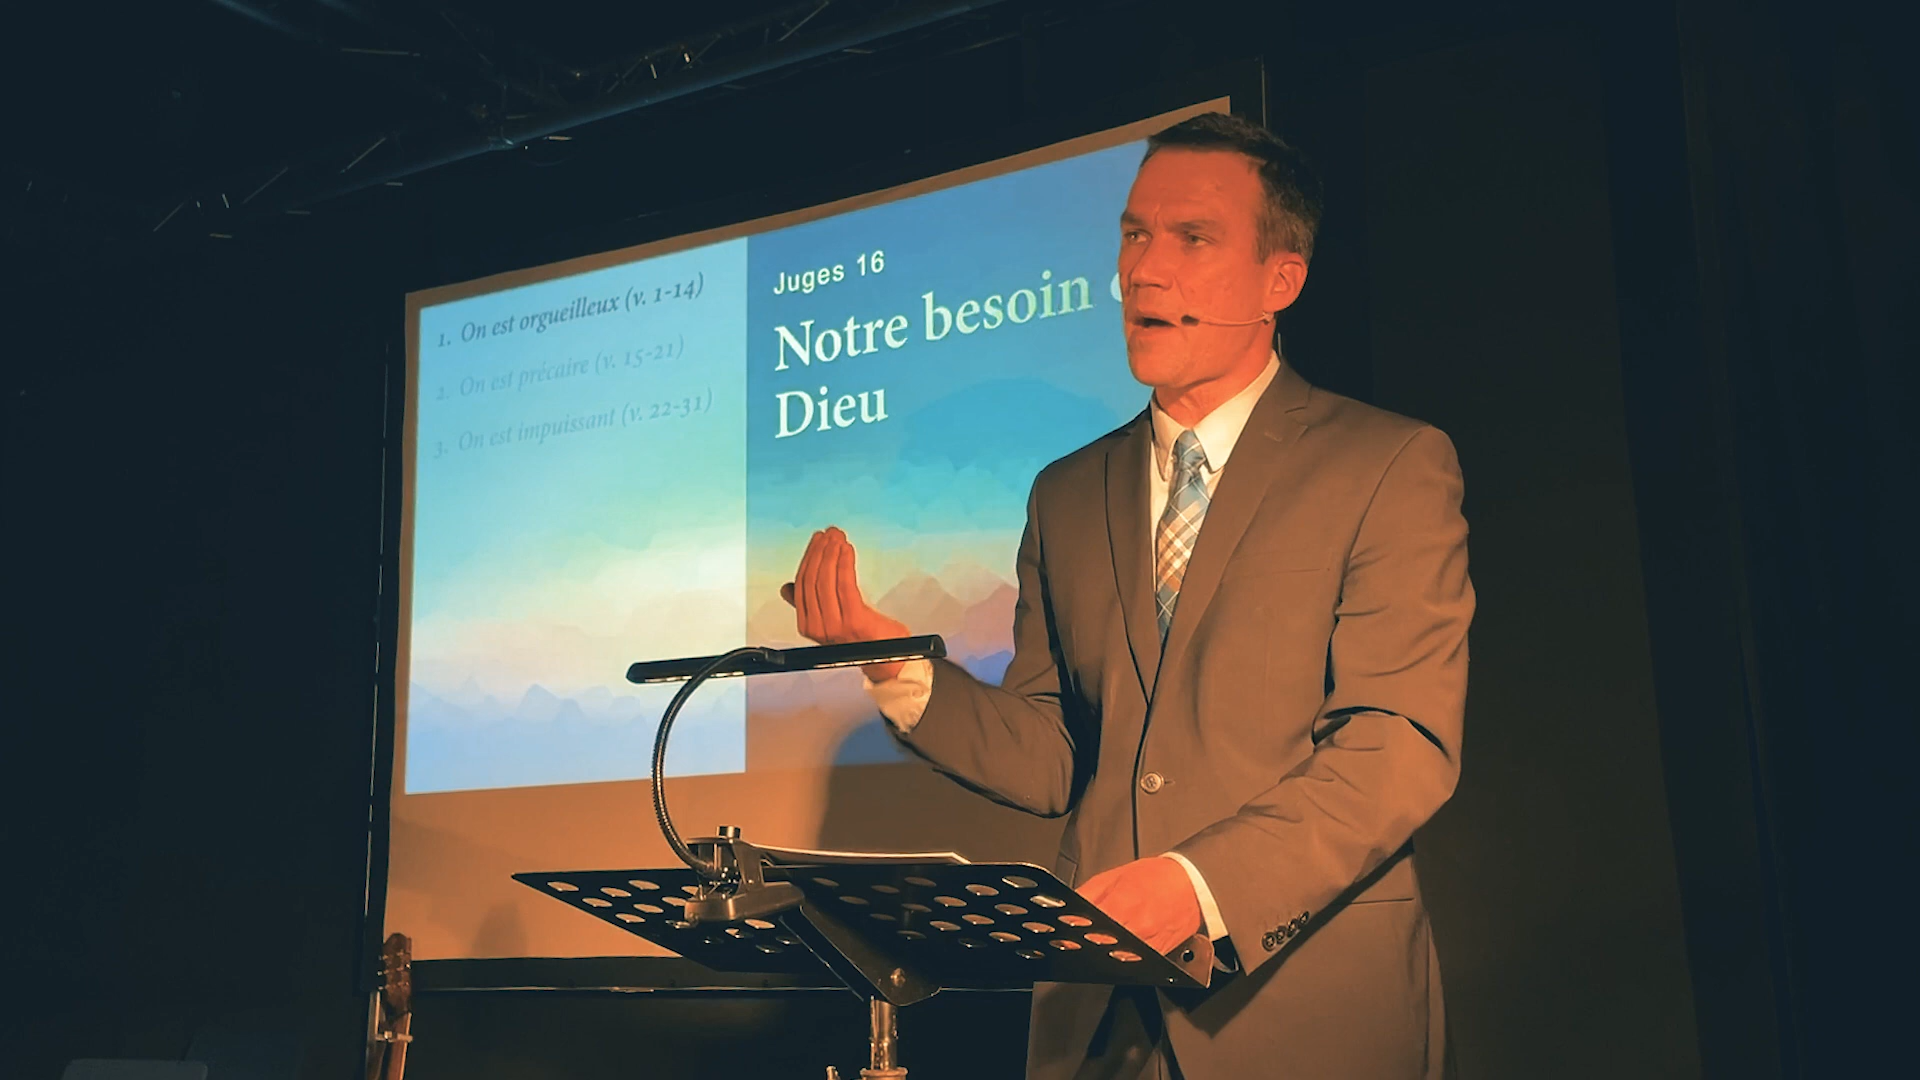 1. On est orgueilleux (v. 1-14)
2. On est précaire (v. 15-21)
3. On est impuissant (v. 22-31)
Juges 16
Notre besoin
Dieu